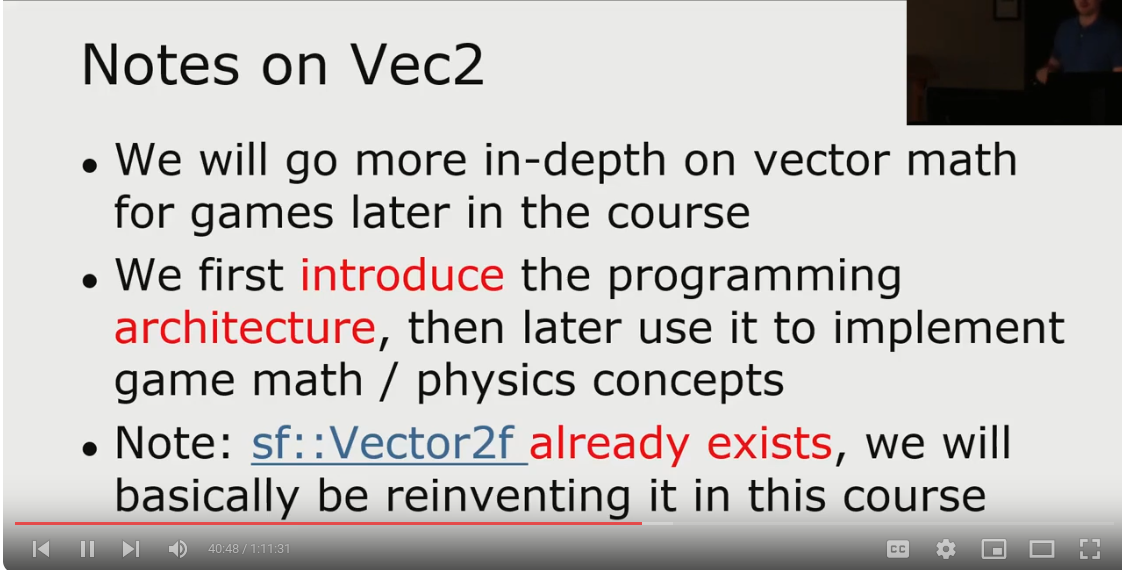 Notes on Vec2
● We will go more in-depth on vector math
for games later in the course
● We first introduce the programming
architecture, then later use it to implement
game math / physics concepts
● Note: sf::Vector2f already exists, we will
basically be reinventing it in this course
40:48 / 1:11:31
CC